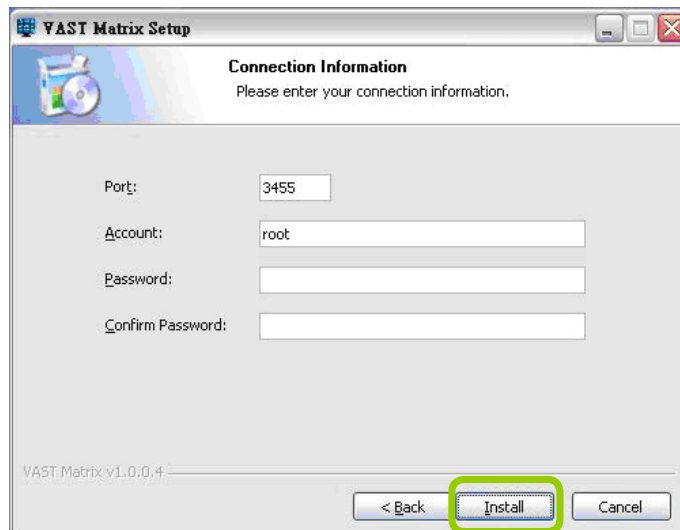 VAST Matrix Setup
Connection Information
Please enter your connection information.
Port: 3455
Account: root
Password:
Confirm Password:
VAST Matrix v1.0.0.4
< Back Install Cancel